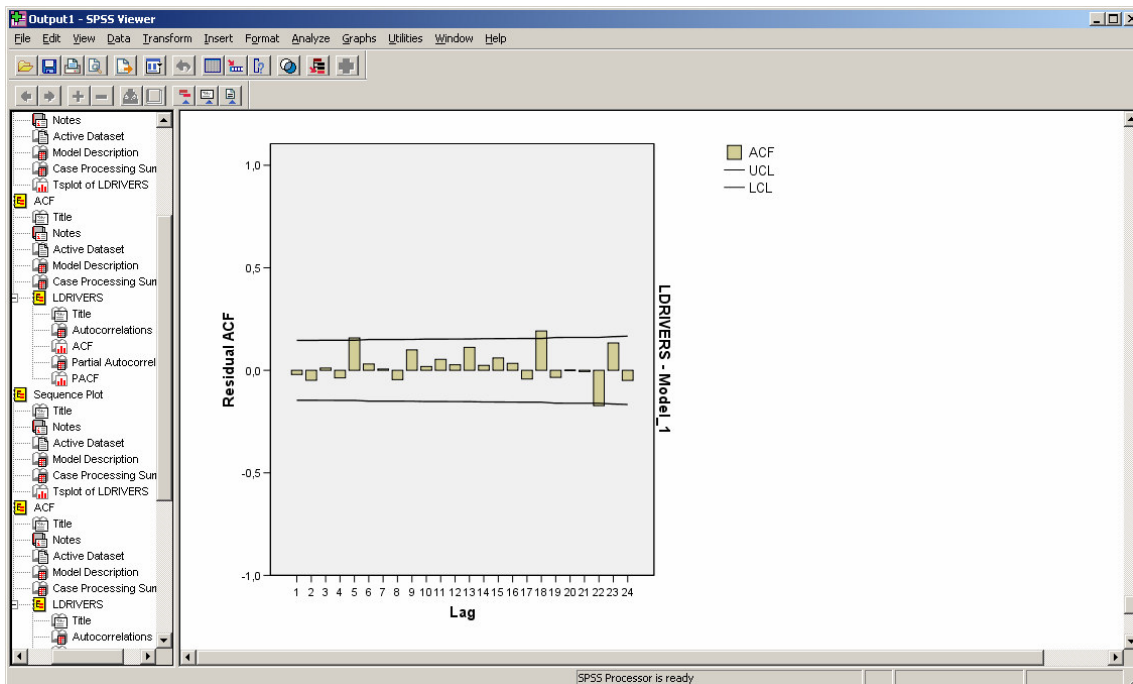 Output1 - SPSS Viewer
File Edit View Data Transform Insert Format Analyze Graphs Utilities Window Help
Notes
Active Dataset
Model Description
Case Processing Sum
Tsplot of LDRIVERS
ACF
Title
Notes
Active Dataset
Model Description
Case Processing Sum
LDRIVERS
Title
Autocorrelations
ACF
Partial Autocorrel
PACF
Sequence Plot
Title
Notes
Active Dataset
Model Description
Case Processing Sum
Tsplot of LDRIVERS
ACF
Title
Notes
Active Dataset
Model Description
Case Processing Sum
LDRIVERS
Title
Autocorrelations
1,0
0,5
0,0
-0,5
-1,0
Residual ACF
1 2 3 4 5 6 7 8 9 10 11 12 13 14 15 16 17 18 19 20 21 22 23 24
Lag
LDRIVERS - Model_1
ACF
UCL
LCL
SPSS Processor is ready